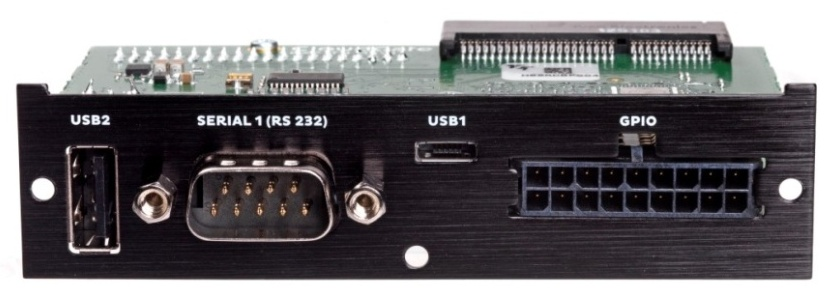 USB2
SERIAL 1 (RS 232)
USB1
GPIO